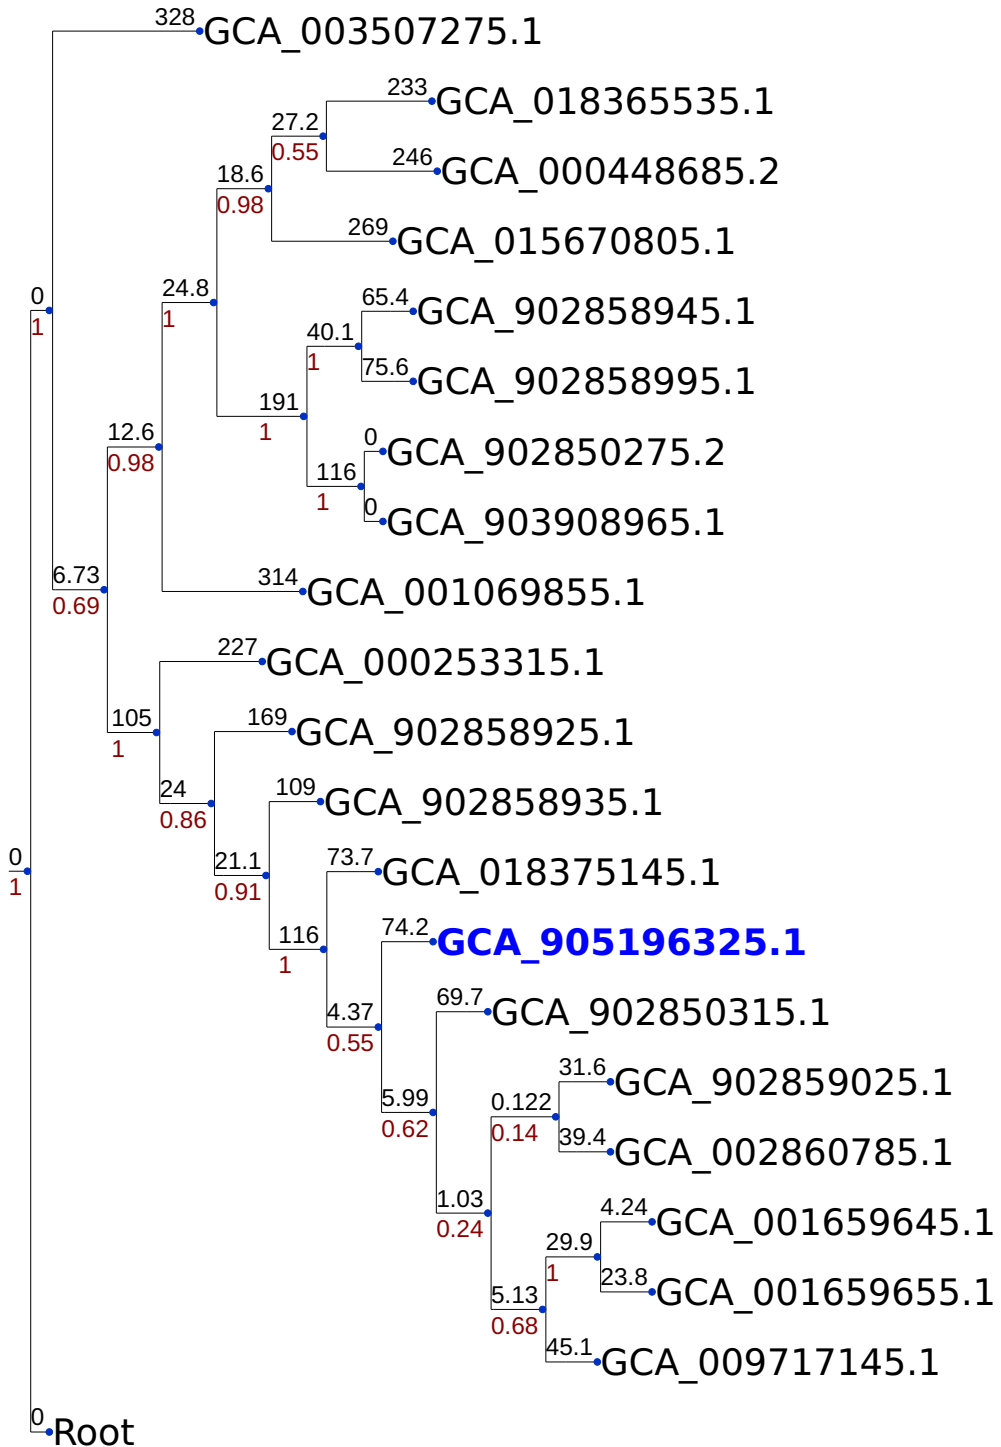 328 GCA_003507275.1
233 GCA_018365535.1
27.2
0.55
246 GCA_000448685.2
18.6
0.98
269 GCA_015670805.1
0
1
24.8
1
65.4 GCA_902858945.1
40.1
1
75.6 GCA_902858995.1
191
1
12.6
0.98
0 GCA_902850275.2
116
1
0 GCA_903908965.1
6.73
0.69
314 GCA_001069855.1
227 GCA_000253315.1
105
1
169 GCA_902858925.1
24
0.86
109 GCA_902858935.1
0
1
21.1
0.91
73.7 GCA_018375145.1
116
1
74.2 GCA_905196325.1
4.37
0.55
69.7 GCA_902850315.1
31.6 GCA_902859025.1
5.99
0.62
0.122
0.14
39.4 GCA_002860785.1
1.03
0.24
4.24 GCA_001659645.1
29.9
1
23.8 GCA_001659655.1
5.13
0.68
45.1 GCA_009717145.1
0 Root